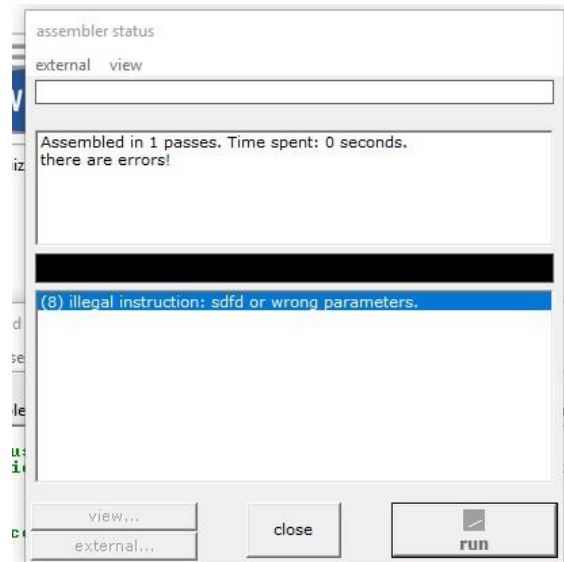 assembler status
external view
Assembled in 1 passes. Time spent: 0 seconds.
there are errors!
(8) illegal instruction: sdfd or wrong parameters.
view...
external...
close
run